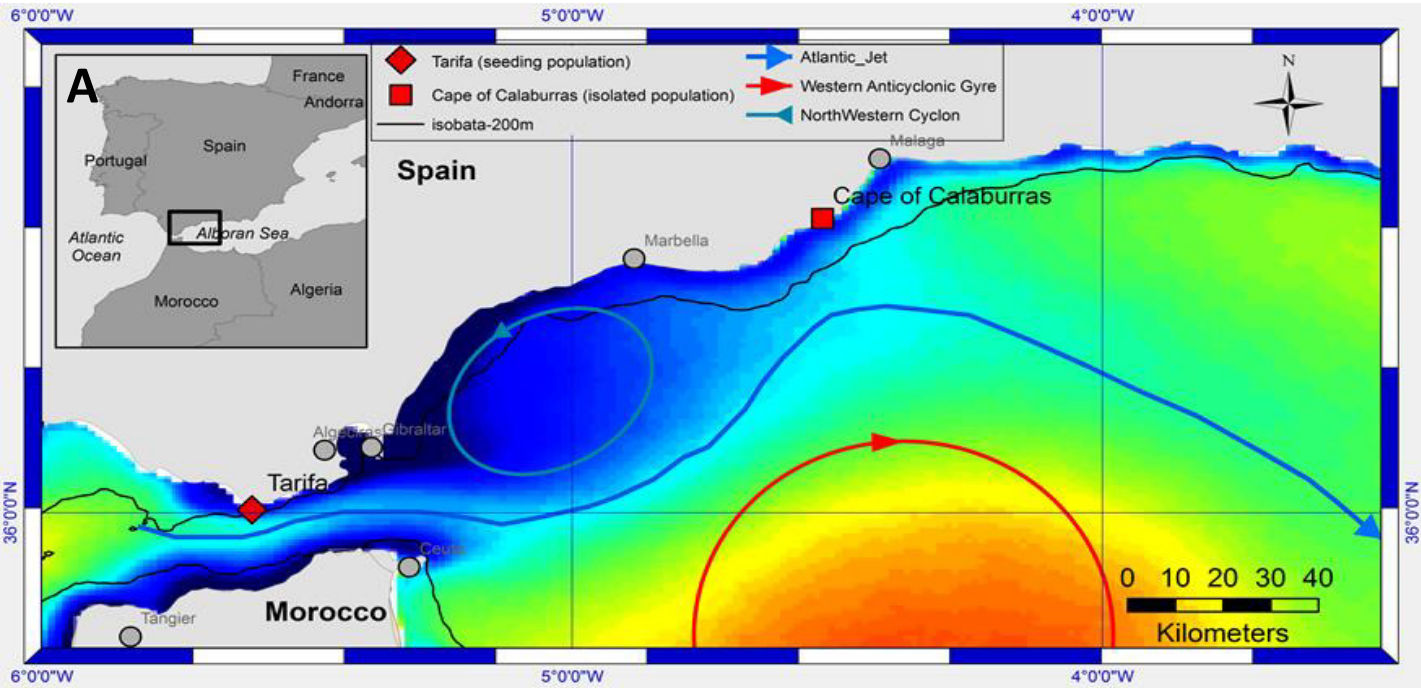 6°0'0"W
5°0'0"W
4°0'0"W
A
France
Andorra
Portugal
Spain
Atlantic
Ocean
Alboran Sea
Morocco
Algeria
Tarifa (seeding population)
Cape of Calaburras (isolated population)
isobata-200m
Atlantic_Jet
Western Anticyclonic Gyre
NorthWestern Cyclon
N
Spain
Malaga
Cape of Calaburras
Marbella
Algeciras
Gibraltar
Tarifa
36°0'0"N
36°0'0"N
Ceuta
Morocco
Tangier
0 10 20 30 40
Kilometers
6°0'0"W
5°0'0"W
4°0'0"W